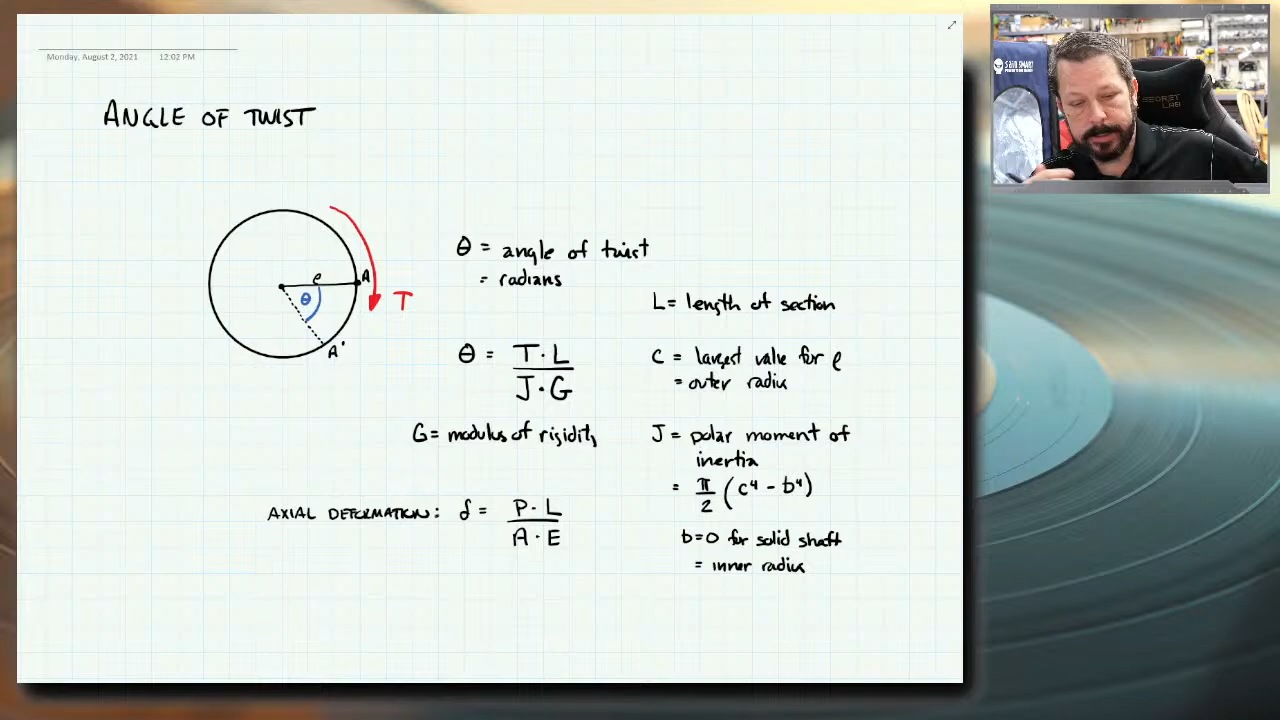 Monday, August 2, 2021 12:02 PM
ANGLE OF TWIST
ρ
A
θ
A'
T
θ = angle of twist
= radians
θ = T·L / J·G
G = modulus of rigidity
AXIAL DEFORMATION: δ = P·L / A·E
L = length of section
c = largest value for ρ
= outer radius
J = polar moment of
inertia
= π/2 (c⁴ - b⁴)
b=0 for solid shaft
= inner radius
SECRET
LAB